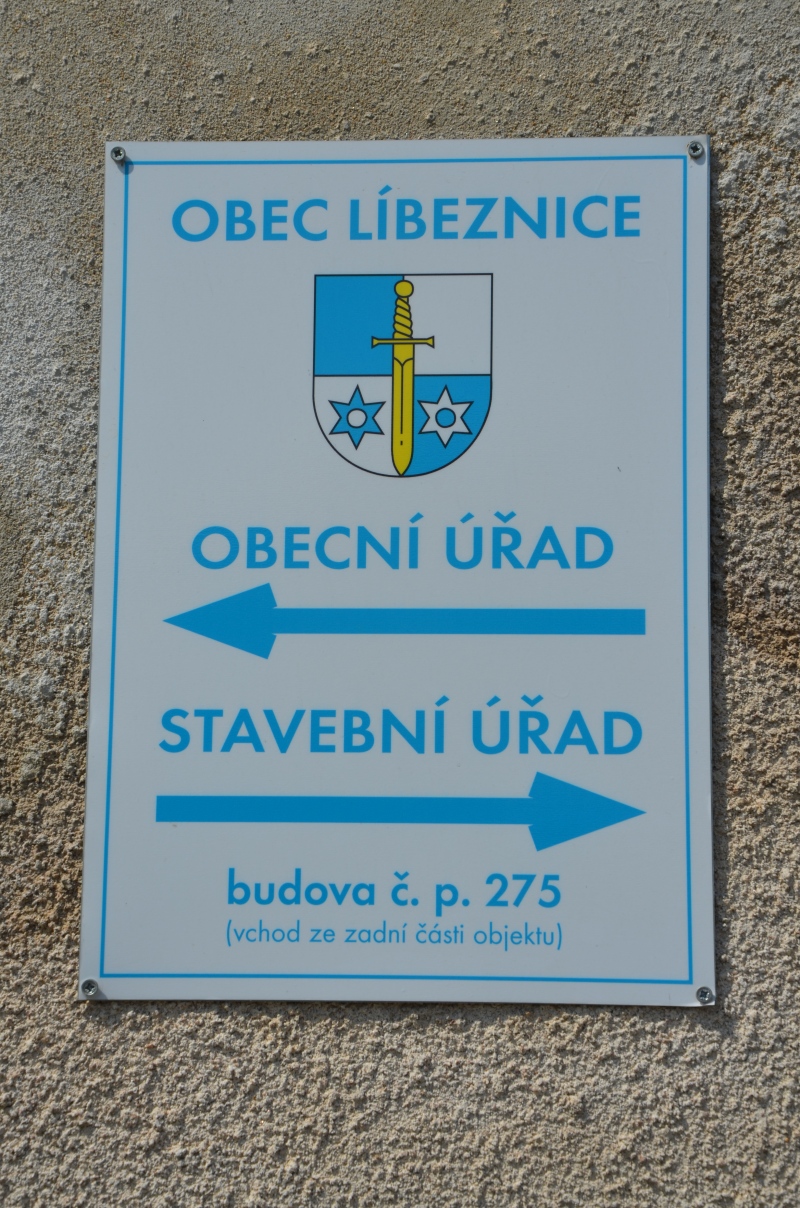 OBEC LÍBEZNICE
OBECNÍ ÚŘAD
STAVEBNÍ ÚŘAD
budova č. p. 275
(vchod ze zadní části objektu)